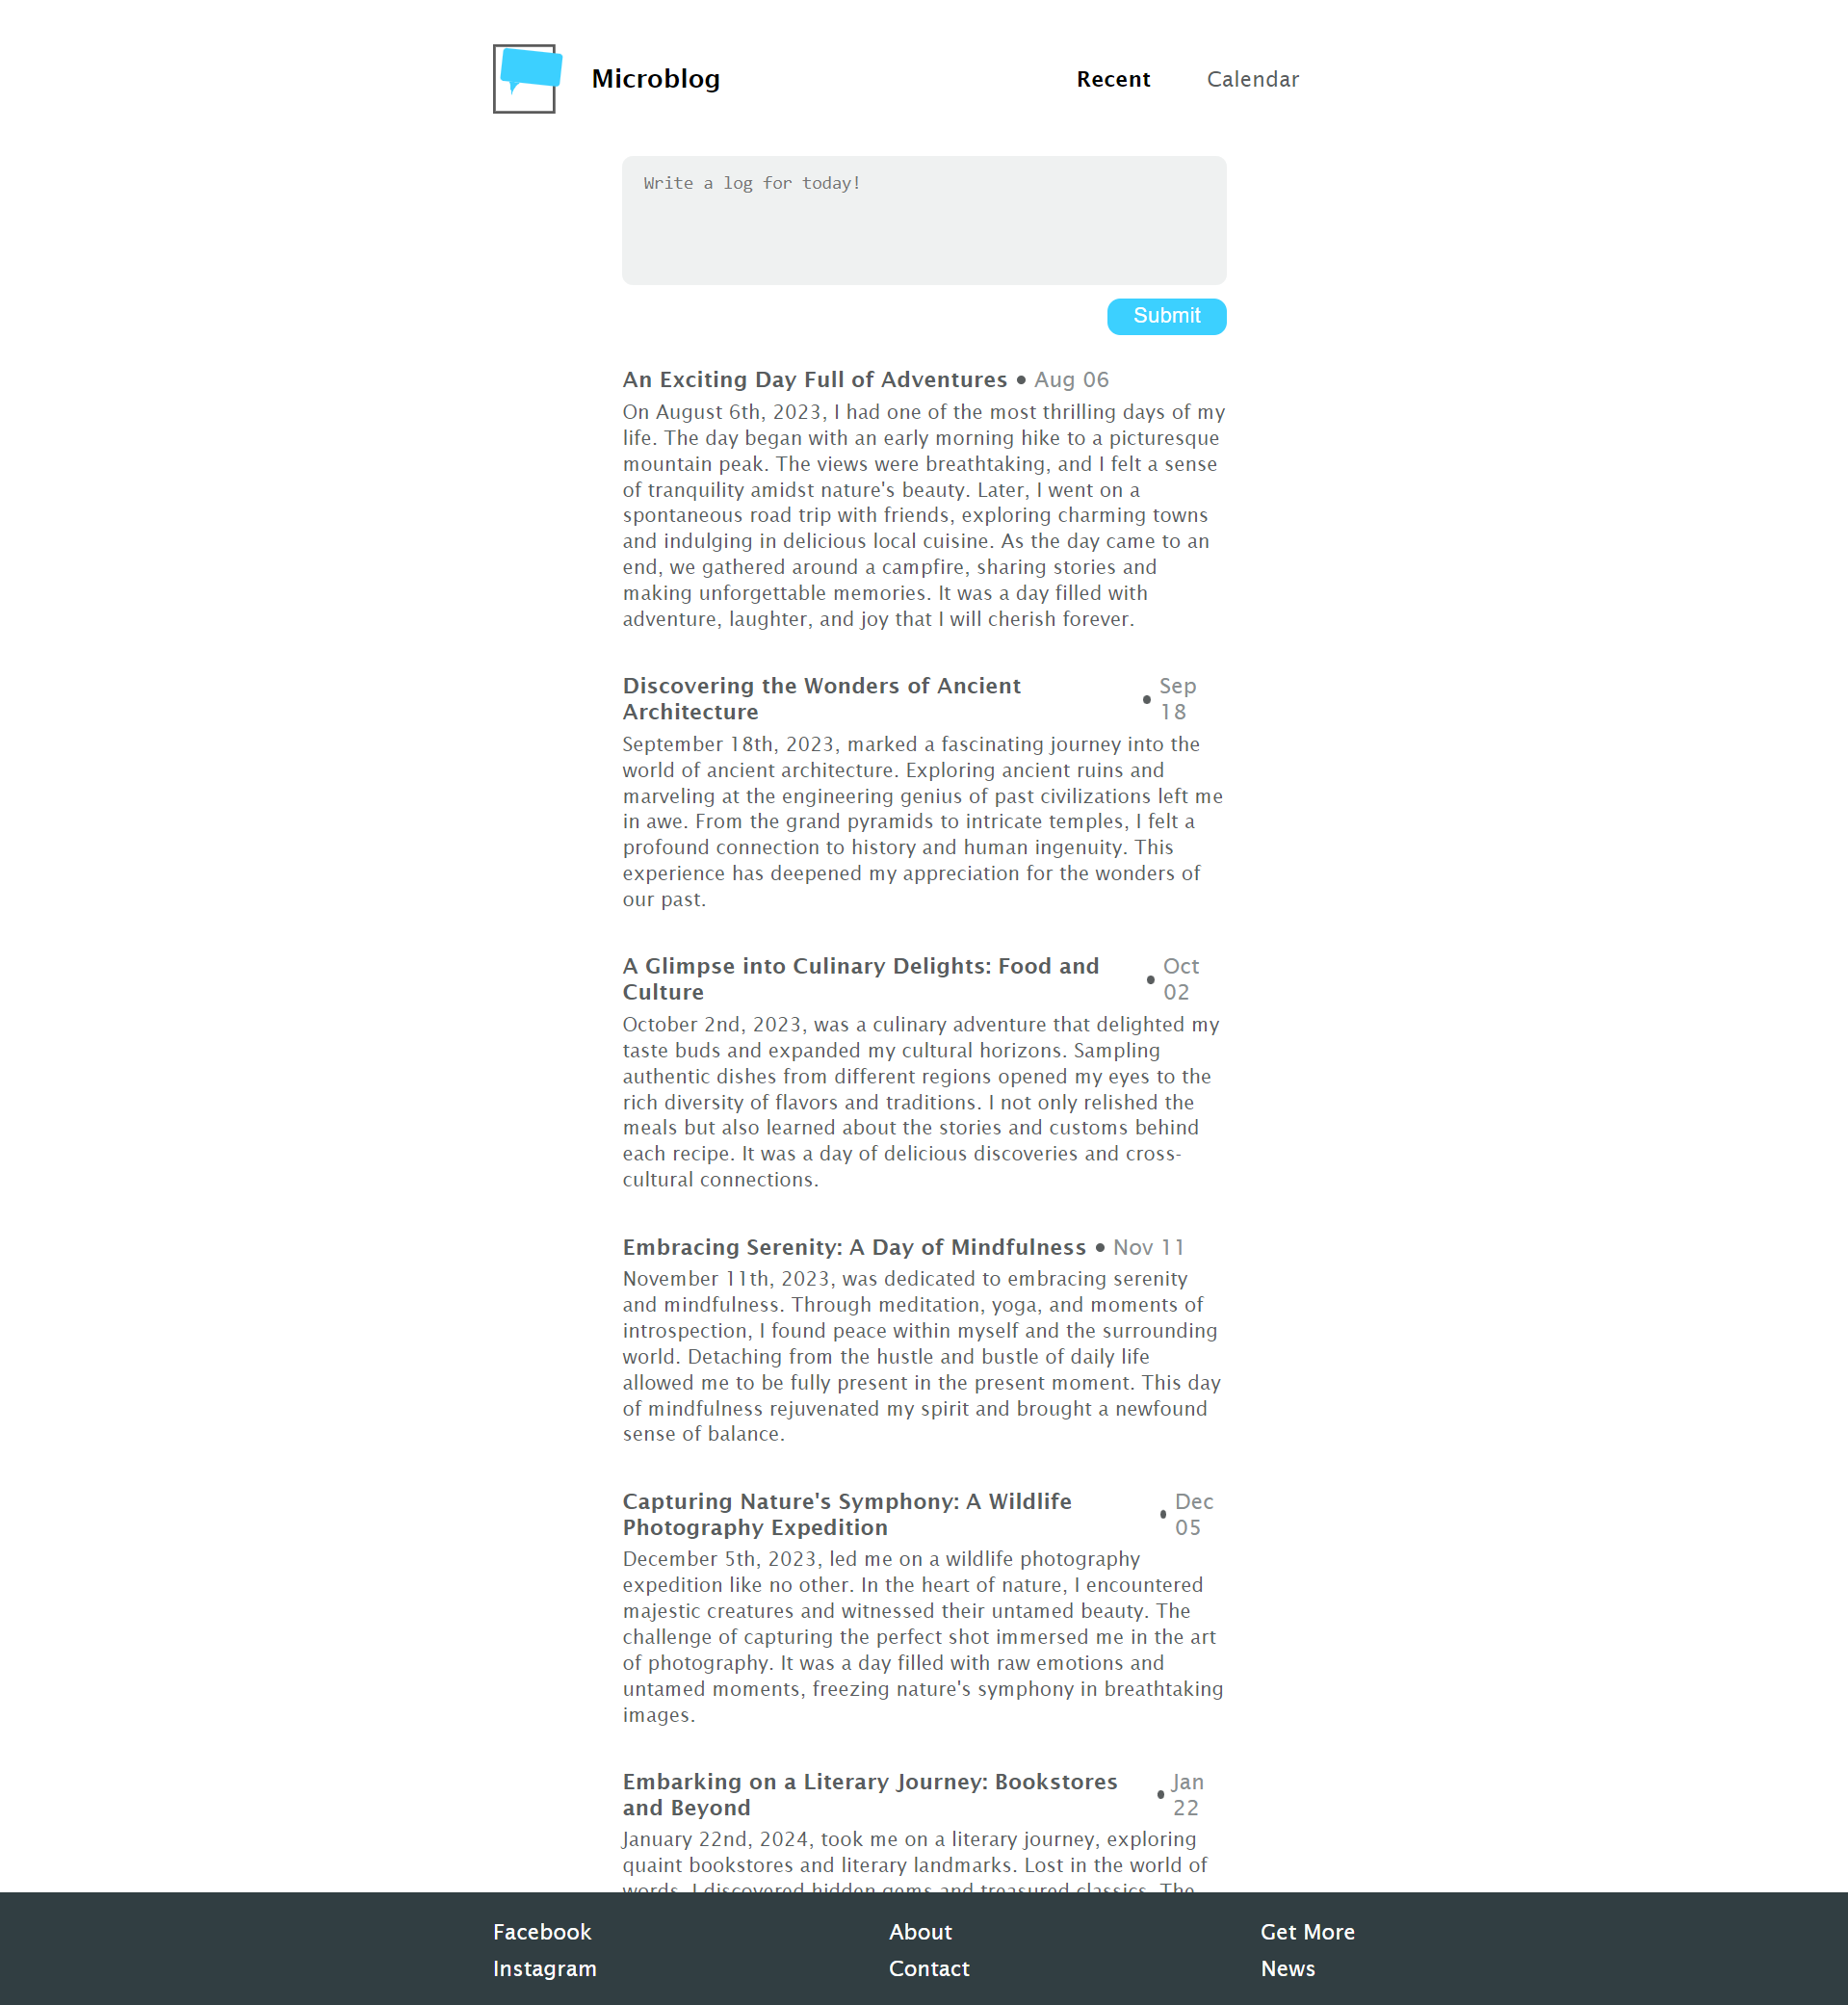 Microblog
Recent
Calendar
Write a log for today!
Submit
An Exciting Day Full of Adventures • Aug 06
On August 6th, 2023, I had one of the most thrilling days of my
life. The day began with an early morning hike to a picturesque
mountain peak. The views were breathtaking, and I felt a sense
of tranquility amidst nature's beauty. Later, I went on a
spontaneous road trip with friends, exploring charming towns
and indulging in delicious local cuisine. As the day came to an
end, we gathered around a campfire, sharing stories and
making unforgettable memories. It was a day filled with
adventure, laughter, and joy that I will cherish forever.
Discovering the Wonders of Ancient
Architecture
• Sep
18
September 18th, 2023, marked a fascinating journey into the
world of ancient architecture. Exploring ancient ruins and
marveling at the engineering genius of past civilizations left me
in awe. From the grand pyramids to intricate temples, I felt a
profound connection to history and human ingenuity. This
experience has deepened my appreciation for the wonders of
our past.
A Glimpse into Culinary Delights: Food and
Culture
• Oct
02
October 2nd, 2023, was a culinary adventure that delighted my
taste buds and expanded my cultural horizons. Sampling
authentic dishes from different regions opened my eyes to the
rich diversity of flavors and traditions. I not only relished the
meals but also learned about the stories and customs behind
each recipe. It was a day of delicious discoveries and cross-
cultural connections.
Embracing Serenity: A Day of Mindfulness • Nov 11
November 11th, 2023, was dedicated to embracing serenity
and mindfulness. Through meditation, yoga, and moments of
introspection, I found peace within myself and the surrounding
world. Detaching from the hustle and bustle of daily life
allowed me to be fully present in the present moment. This day
of mindfulness rejuvenated my spirit and brought a newfound
sense of balance.
Capturing Nature's Symphony: A Wildlife
Photography Expedition
• Dec
05
December 5th, 2023, led me on a wildlife photography
expedition like no other. In the heart of nature, I encountered
majestic creatures and witnessed their untamed beauty. The
challenge of capturing the perfect shot immersed me in the art
of photography. It was a day filled with raw emotions and
untamed moments, freezing nature's symphony in breathtaking
images.
Embarking on a Literary Journey: Bookstores
and Beyond
• Jan
22
January 22nd, 2024, took me on a literary journey, exploring
quaint bookstores and literary landmarks. Lost in the world of
words, I discovered hidden gems and treasured classics. The
Facebook
Instagram
About
Contact
Get More
News